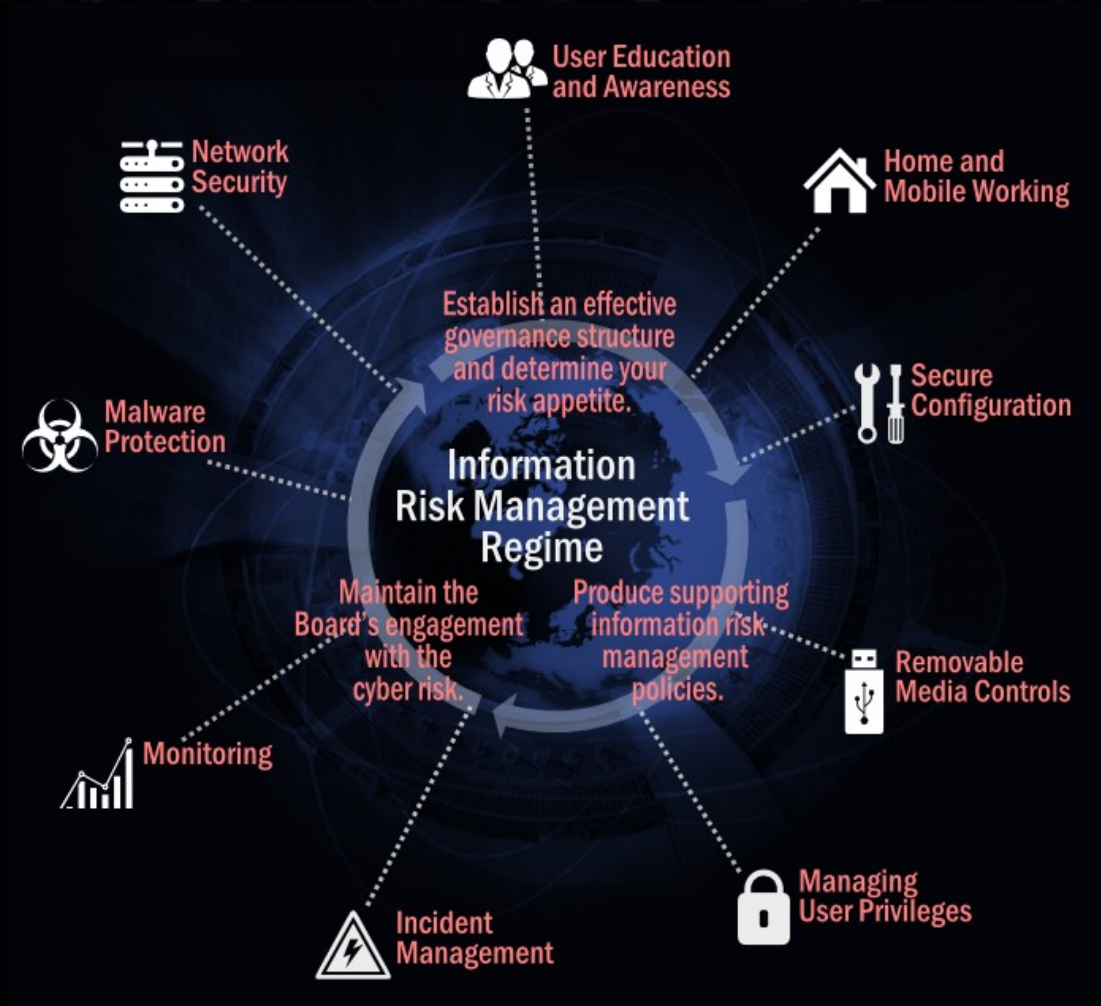 User Education
and Awareness
Network
Security
Home and
Mobile Working
Establish an effective
governance structure
and determine your
risk appetite.
Secure
Configuration
Malware
Protection
Information
Risk Management
Regime
Maintain the
Board's engagement
with the
cyber risk.
Produce supporting
information risk
management
policies.
Removable
Media Controls
Monitoring
Managing
User Privileges
Incident
Management